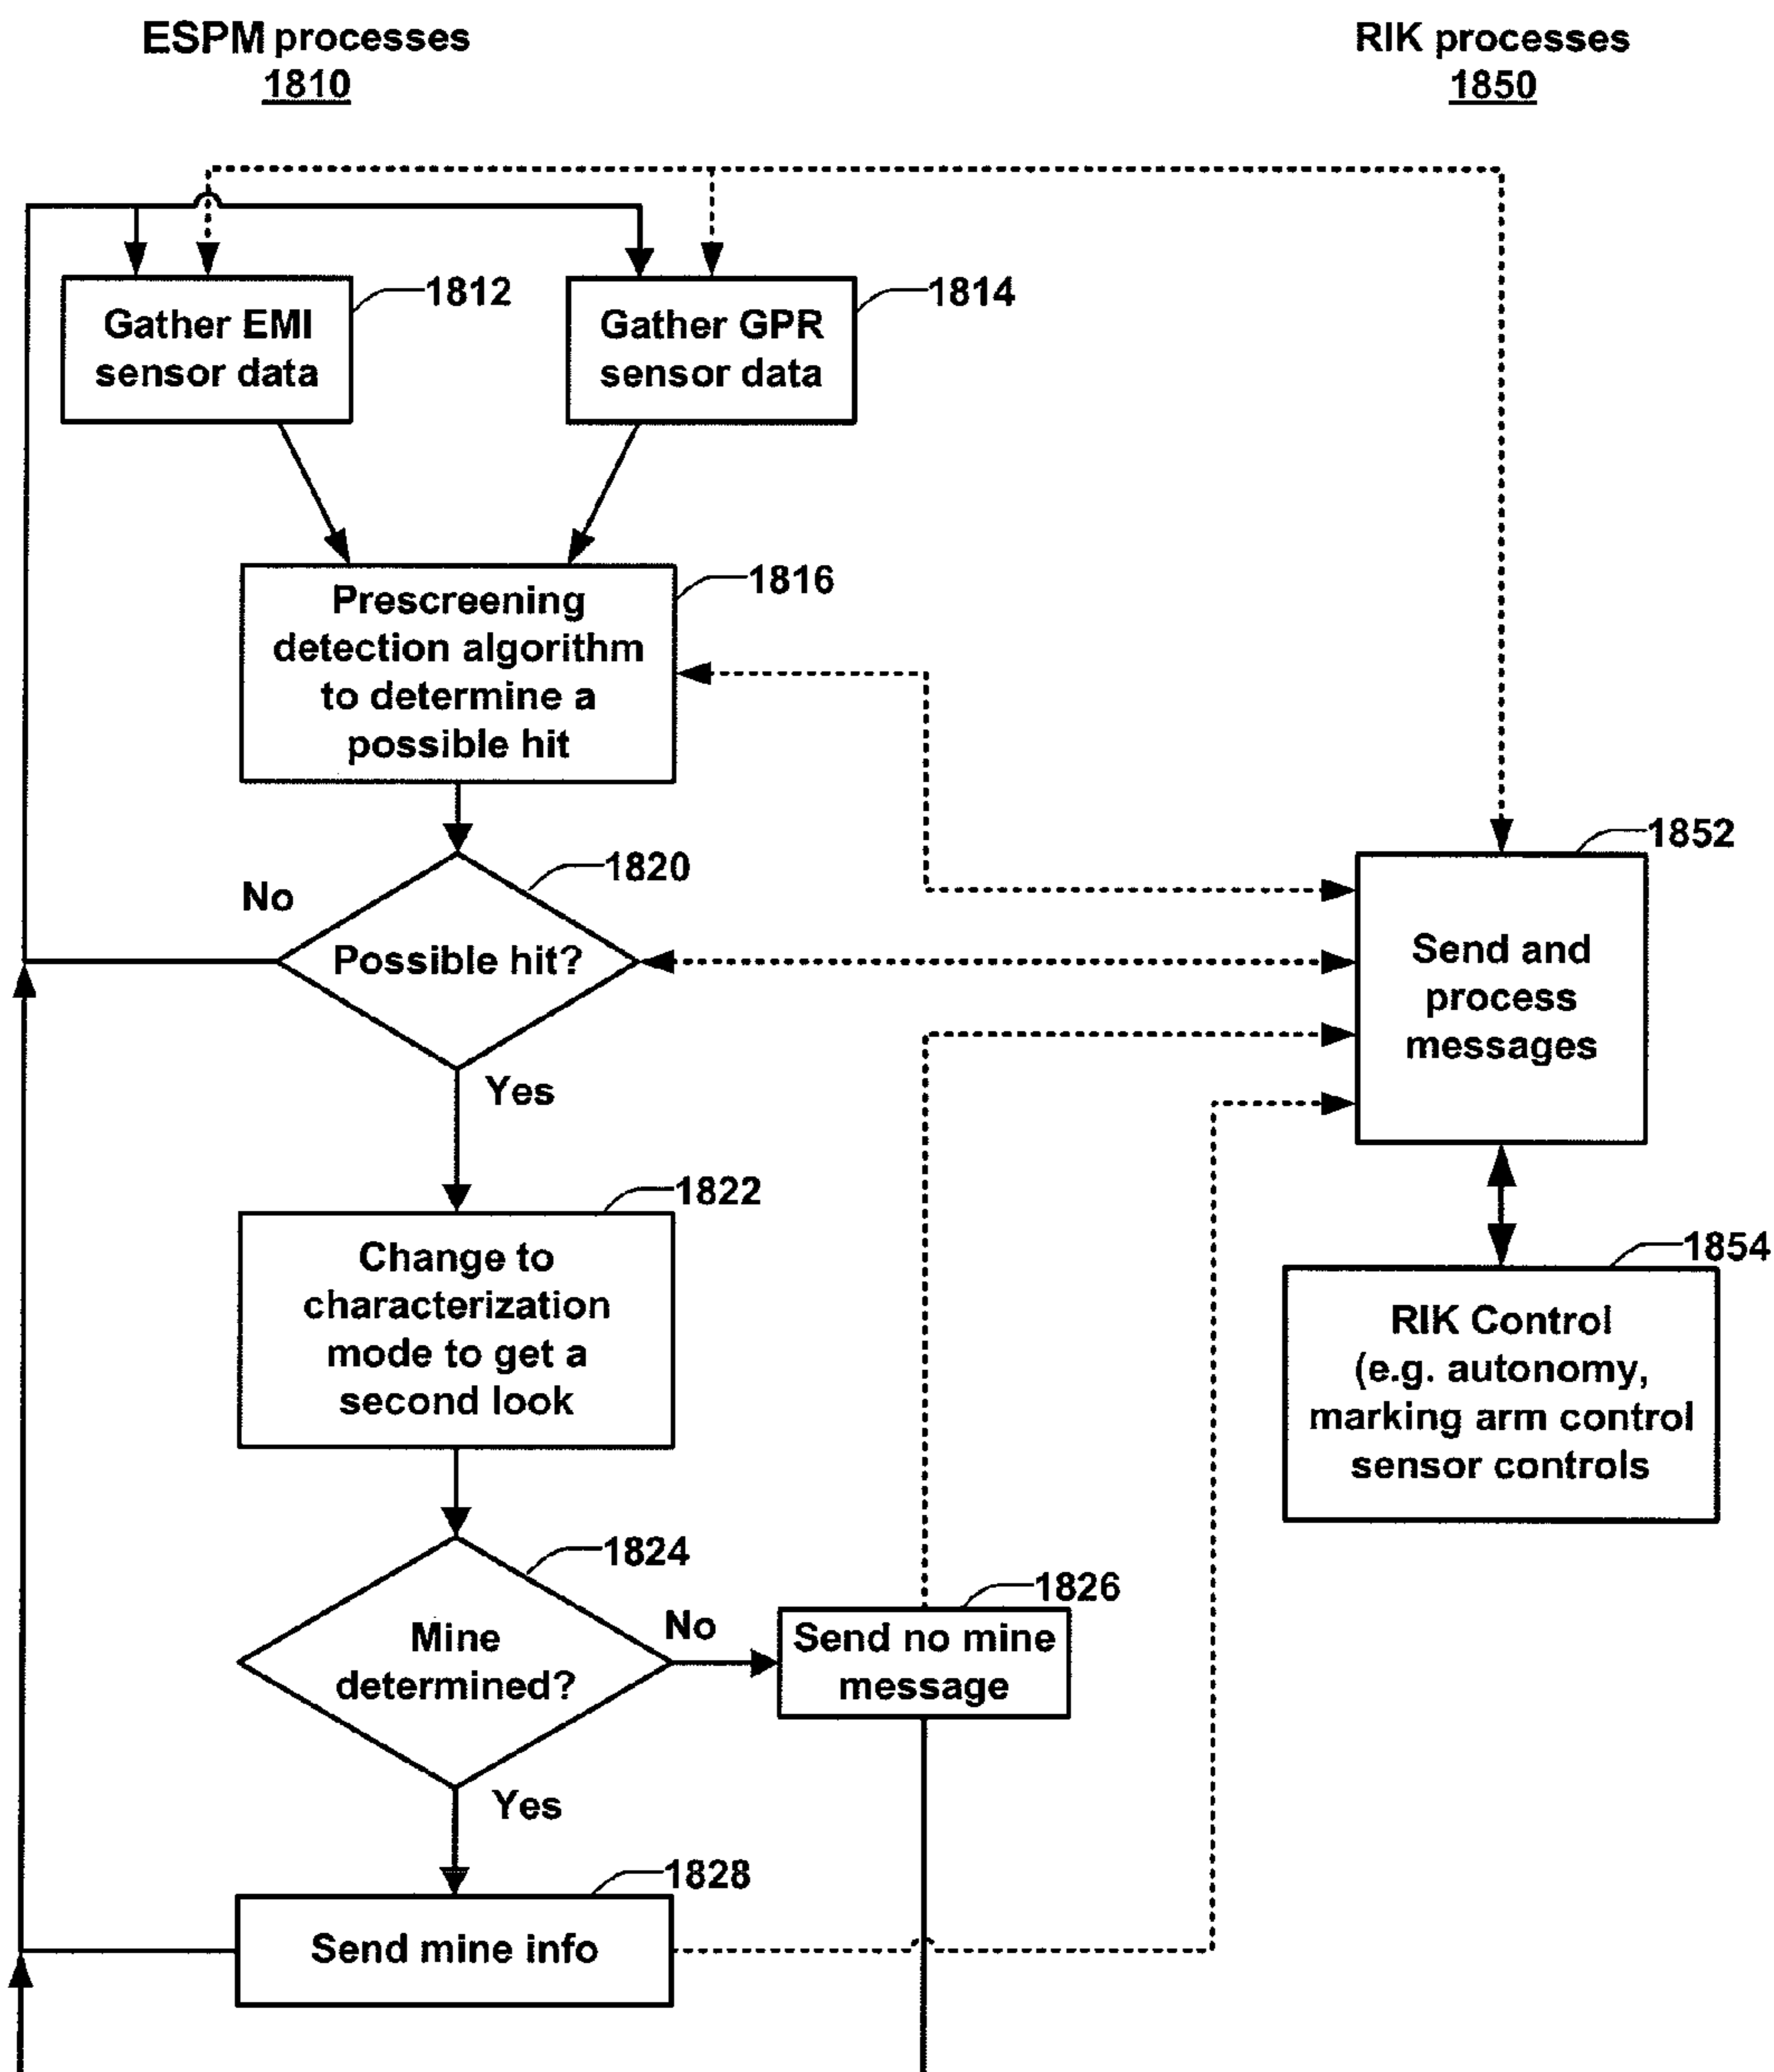 ESPM processes
1810
RIK processes
1850
1812
Gather EMI
sensor data
1814
Gather GPR
sensor data
1816
Prescreening
detection algorithm
to determine a
possible hit
1820
No
Possible hit?
Yes
1852
Send and
process
messages
1822
Change to
characterization
mode to get a
second look
1854
RIK Control
(e.g. autonomy,
marking arm control
sensor controls
1824
Mine
determined?
No
1826
Send no mine
message
Yes
1828
Send mine info